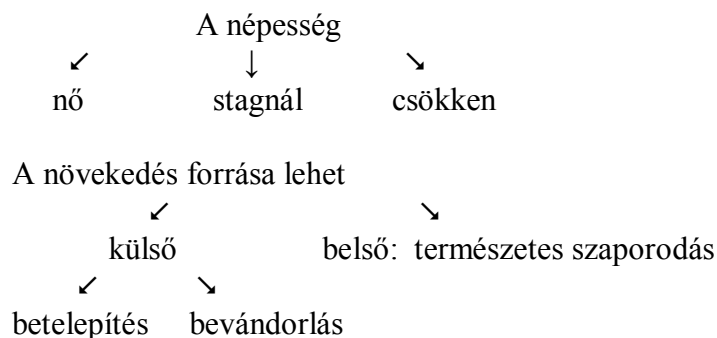 A népesség
↙ ↓ ↘
nő stagnál csökken
A növekedés forrása lehet
↙ ↘
külső belső: természetes szaporodás
↙ ↘
betelepítés bevándorlás